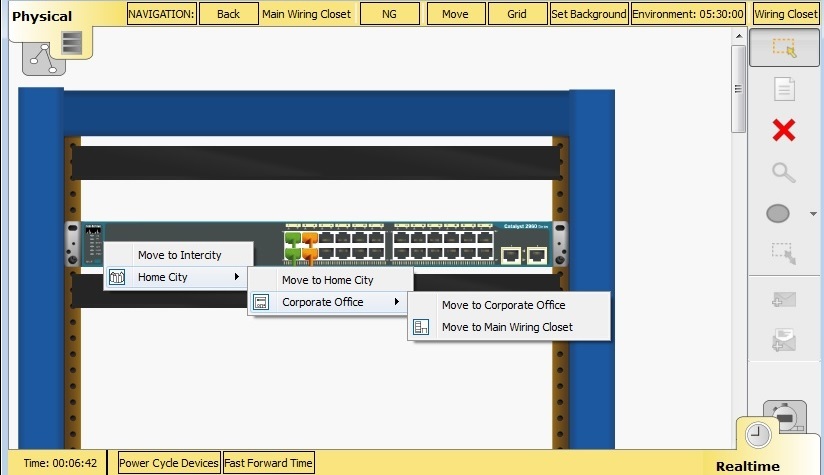 Physical
NAVIGATION: Back Main Wiring Closet NG Move Grid Set Background Environment: 05:30:00 Wiring Closet
Catalyst 2960 Series
Move to Intercity
Home City
Move to Home City
Corporate Office
Move to Corporate Office
Move to Main Wiring Closet
Time: 00:06:42 Power Cycle Devices Fast Forward Time
Realtime